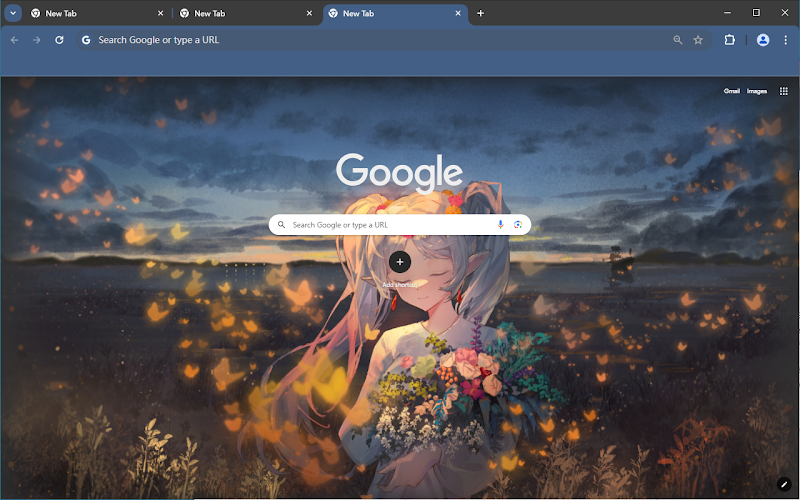 New Tab
New Tab
New Tab
Search Google or type a URL
Gmail Images
Google
Search Google or type a URL
Add shortcut